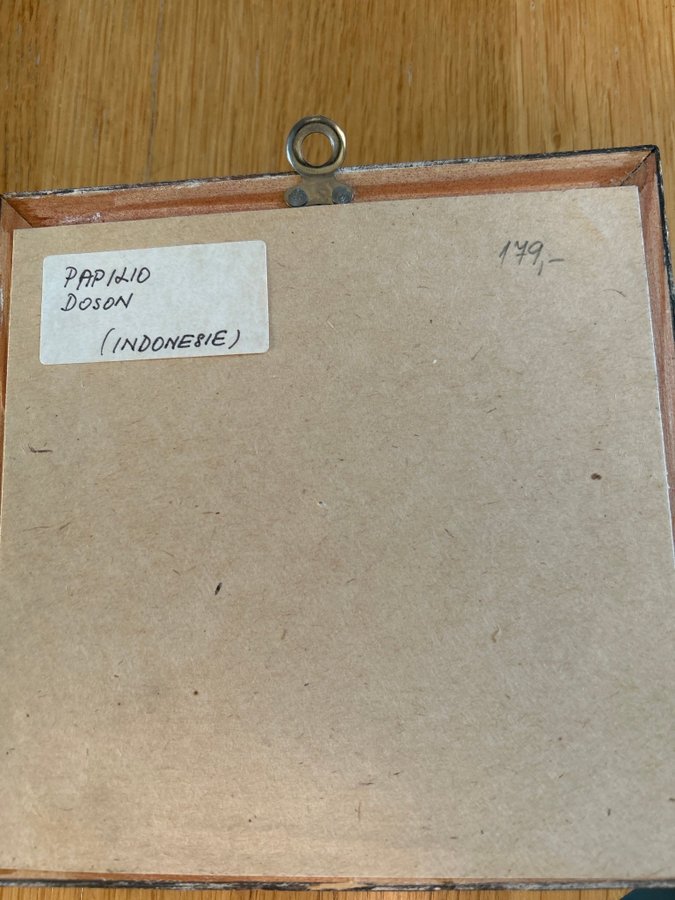 PAPILIO
DOSON
(INDONESIE)
179,-